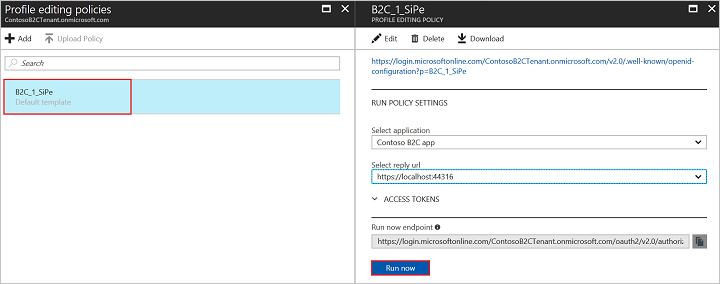 Profile editing policies
ContosoB2CTenant.onmicrosoft.com
Add Upload Policy
Search
B2C_1_SiPe
Default template
B2C_1_SiPe
PROFILE EDITING POLICY
Edit Delete Download
https://login.microsoftonline.com/ContosoB2CTenant.onmicrosoft.com/v2.0/.well-known/openid-
configuration?p=B2C_1_SiPe
RUN POLICY SETTINGS
Select application
Contoso B2C app
Select reply url
https://localhost:44316
ACCESS TOKENS
Run now endpoint
https://login.microsoftonline.com/ContosoB2CTenant.onmicrosoft.com/oauth2/v2.0/authoriz
Run now